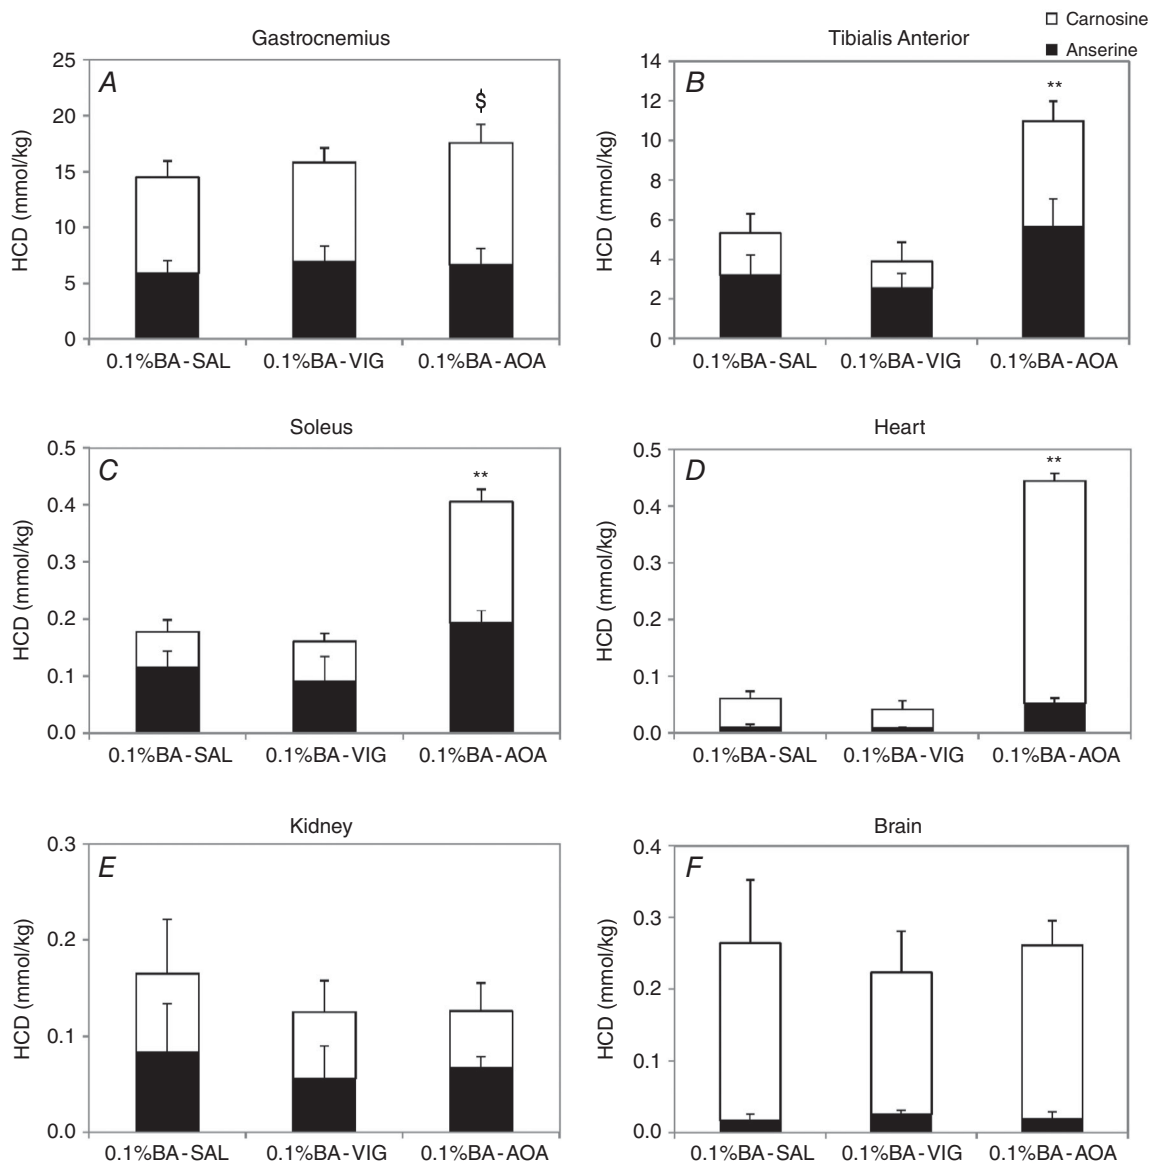 Carnosine
Anserine
Gastrocnemius
A
$
HCD (mmol/kg)
25
20
15
10
5
0
0.1%BA-SAL 0.1%BA-VIG 0.1%BA-AOA
Tibialis Anterior
B
**
HCD (mmol/kg)
14
12
10
8
6
4
2
0
0.1%BA-SAL 0.1%BA-VIG 0.1%BA-AOA
Soleus
C
**
HCD (mmol/kg)
0.5
0.4
0.3
0.2
0.1
0.0
0.1%BA-SAL 0.1%BA-VIG 0.1%BA-AOA
Heart
D
**
HCD (mmol/kg)
0.5
0.4
0.3
0.2
0.1
0.0
0.1%BA-SAL 0.1%BA-VIG 0.1%BA-AOA
Kidney
E
HCD (mmol/kg)
0.3
0.2
0.1
0.0
0.1%BA-SAL 0.1%BA-VIG 0.1%BA-AOA
Brain
F
HCD (mmol/kg)
0.4
0.3
0.2
0.1
0.0
0.1%BA-SAL 0.1%BA-VIG 0.1%BA-AOA